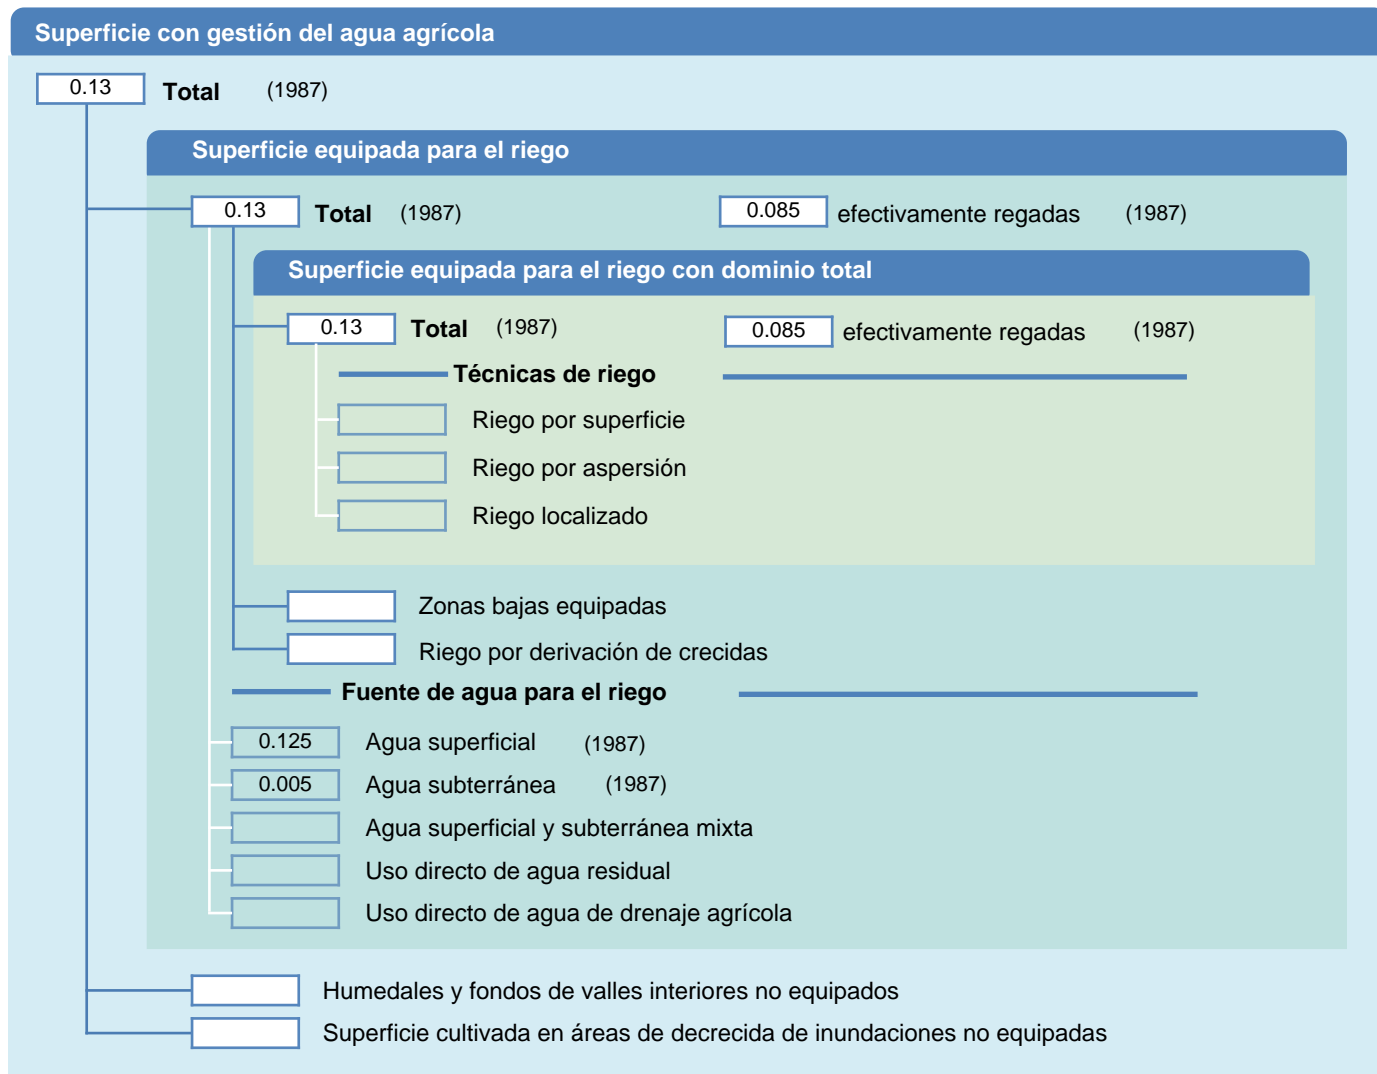 Superficie con gestión del agua agrícola
0.13 Total (1987)
Superficie equipada para el riego
0.13 Total (1987) 0.085 efectivamente regadas (1987)
Superficie equipada para el riego con dominio total
0.13 Total (1987) 0.085 efectivamente regadas (1987)
Técnicas de riego
Riego por superficie
Riego por aspersión
Riego localizado
Zonas bajas equipadas
Riego por derivación de crecidas
Fuente de agua para el riego
0.125 Agua superficial (1987)
0.005 Agua subterránea (1987)
Agua superficial y subterránea mixta
Uso directo de agua residual
Uso directo de agua de drenaje agrícola
Humedales y fondos de valles interiores no equipados
Superficie cultivada en áreas de decrecida de inundaciones no equipadas